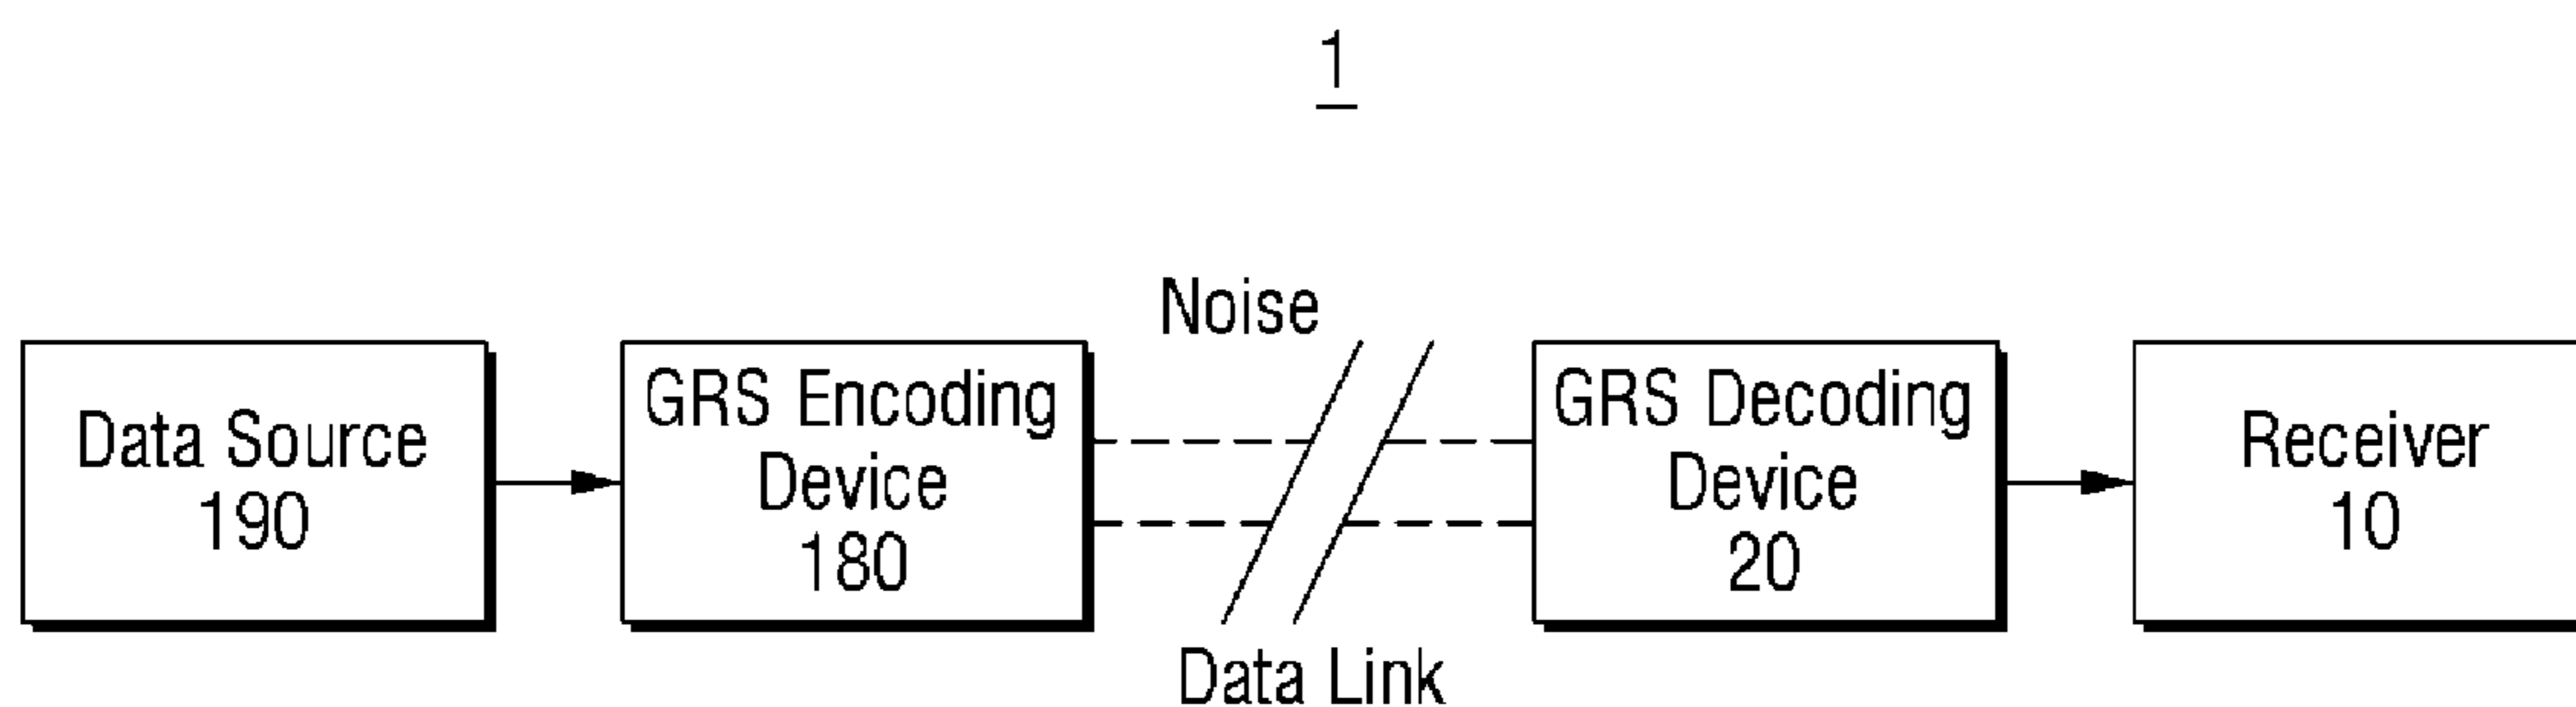 1
Noise
Data Source
190
GRS Encoding
Device
180
GRS Decoding
Device
20
Receiver
10
Data Link